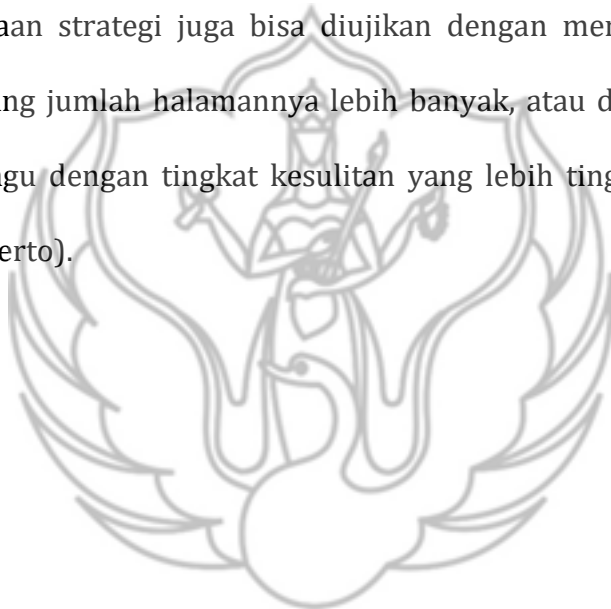 aan strategi juga bisa diujikan dengan mer
ng jumlah halamannya lebih banyak, atau d
gu dengan tingkat kesulitan yang lebih ting
erto).